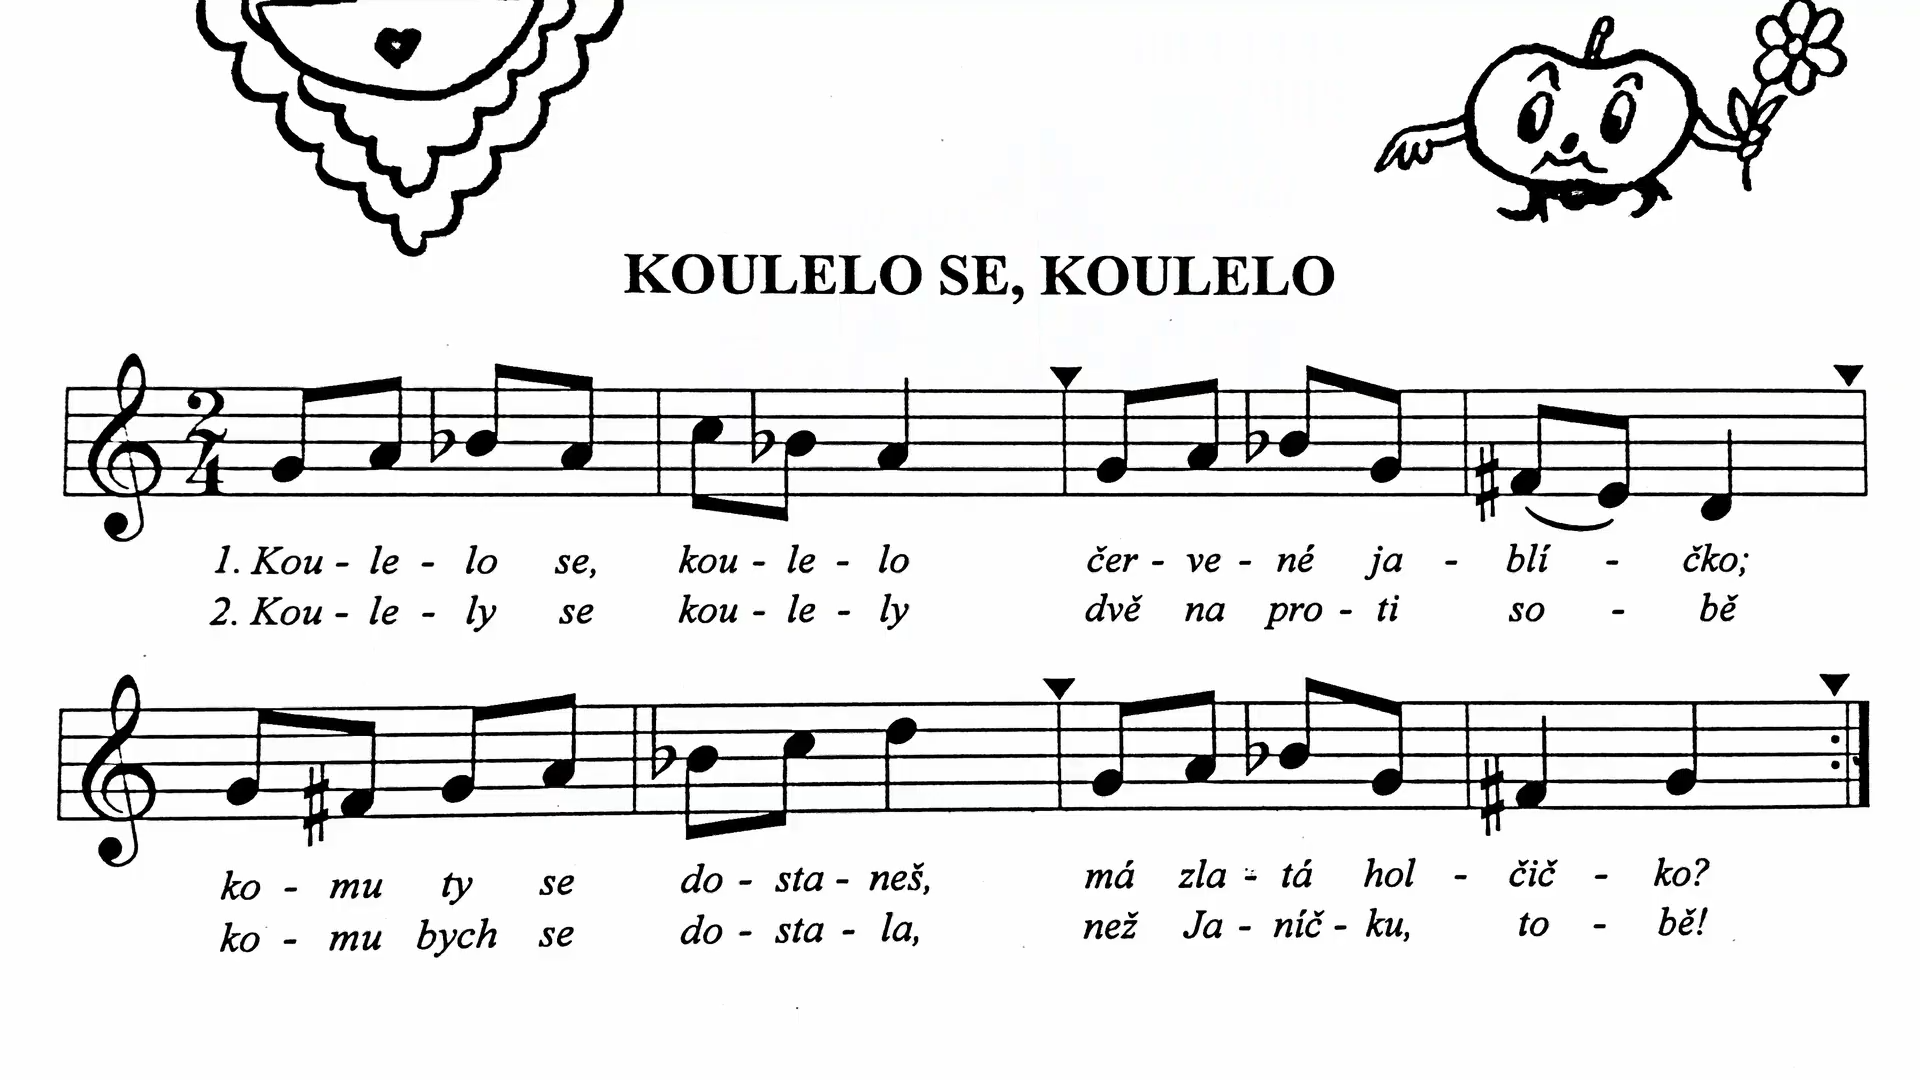 KOULELO SE, KOULELO
2
4
1. Kou - le - lo se, kou - le - lo čer - ve - né ja - blí - čko;
2. Kou - le - ly se kou - le - ly dvě na pro - ti so - bě
ko - mu ty se do - sta - neš, má zla - tá hol - čič - ko?
ko - mu bych se do - sta - la, než Ja - níč - ku, to - bě!